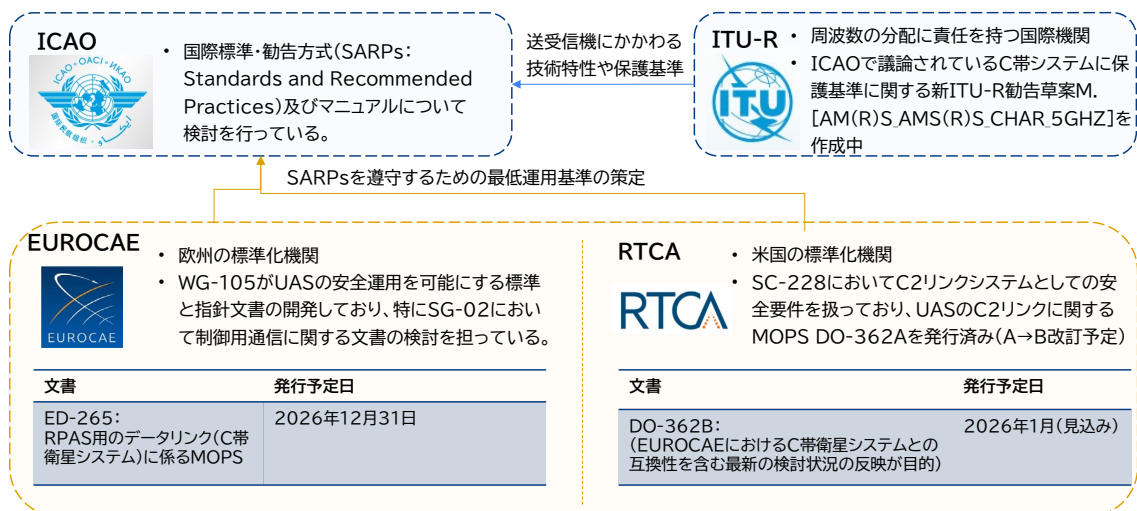 ICAO
ICAO・OACI・ИКАО
国际民航组织
ايكاو
• 国際標準・勧告方式(SARPs:
Standards and Recommended
Practices)及びマニュアルについて
検討を行っている。
送受信機にかかわる
技術特性や保護基準
ITU-R
ITU
• 周波数の分配に責任を持つ国際機関
• ICAOで議論されているC帯システムに保
護基準に関する新ITU-R勧告草案M.
[AM(R)S_AMS(R)S_CHAR_5GHZ]を
作成中
SARPsを遵守するための最低運用基準の策定
EUROCAE
EUROCAE
• 欧州の標準化機関
• WG-105がUASの安全運用を可能にする標準
と指針文書の開発しており、特にSG-02におい
て制御用通信に関する文書の検討を担っている。
文書 発行予定日
ED-265: 2026年12月31日
RPAS用のデータリンク(C帯
衛星システム)に係るMOPS
RTCA
RTCA
• 米国の標準化機関
• SC-228においてC2リンクシステムとしての安
全要件を扱っており、UASのC2リンクに関する
MOPS DO-362Aを発行済み(A→B改訂予定)
文書 発行予定日
DO-362B: 2026年1月(見込み)
(EUROCAEにおけるC帯衛星システムとの
互換性を含む最新の検討状況の反映が目的)